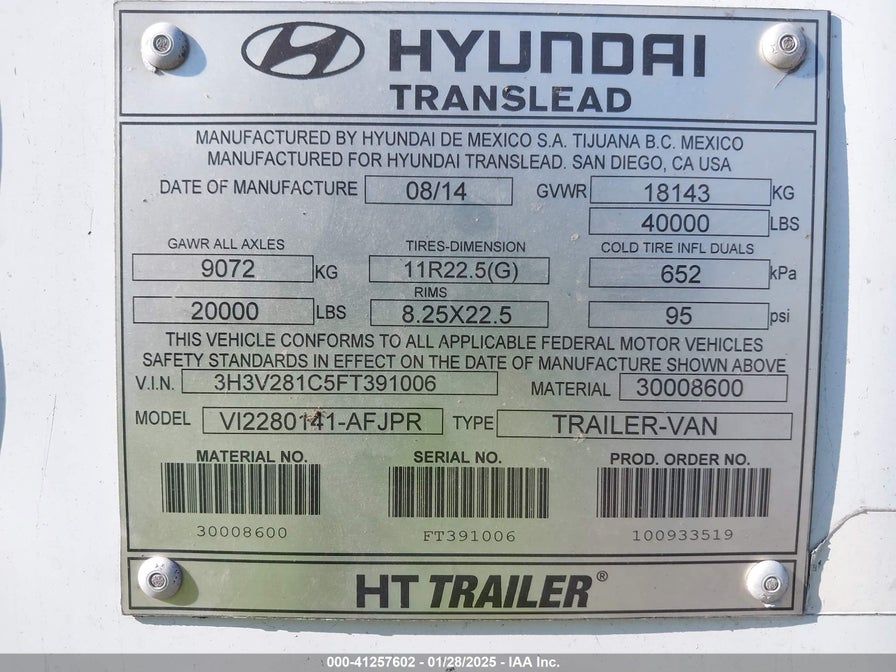 HYUNDAI
TRANSLEAD
MANUFACTURED BY HYUNDAI DE MEXICO S.A. TIJUANA B.C. MEXICO
MANUFACTURED FOR HYUNDAI TRANSLEAD. SAN DIEGO, CA USA
DATE OF MANUFACTURE 08/14 GVWR 18143 KG
40000 LBS
GAWR ALL AXLES TIRES-DIMENSION COLD TIRE INFL DUALS
9072 KG 11R22.5(G) 652 kPa
RIMS
20000 LBS 8.25X22.5 95 psi
THIS VEHICLE CONFORMS TO ALL APPLICABLE FEDERAL MOTOR VEHICLES
SAFETY STANDARDS IN EFFECT ON THE DATE OF MANUFACTURE SHOWN ABOVE
V.I.N. 3H3V281C5FT391006 MATERIAL 30008600
MODEL VI2280141-AFJPR TYPE TRAILER-VAN
MATERIAL NO. SERIAL NO. PROD. ORDER NO.
30008600 FT391006 100933519
HT TRAILER®
000-41257602 - 01/28/2025 - IAA Inc.